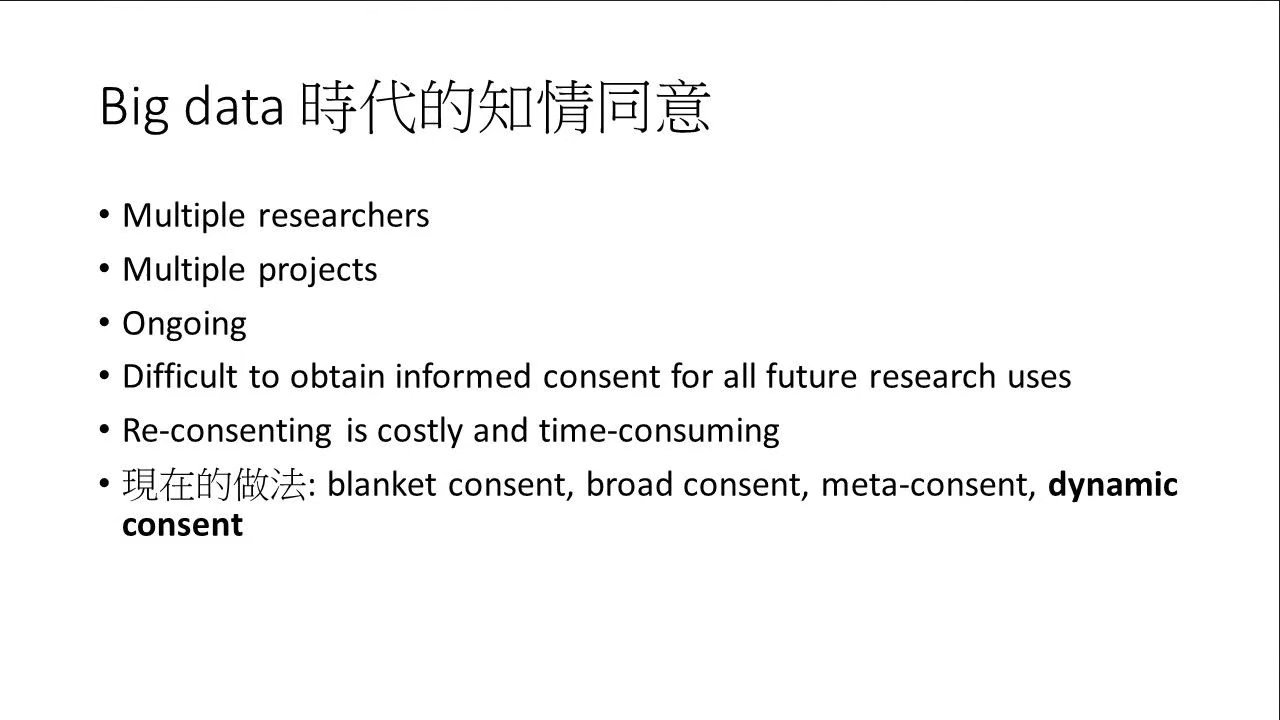 Big data 時代的知情同意
• Multiple researchers
• Multiple projects
• Ongoing
• Difficult to obtain informed consent for all future research uses
• Re-consenting is costly and time-consuming
• 現在的做法: blanket consent, broad consent, meta-consent, dynamic
consent